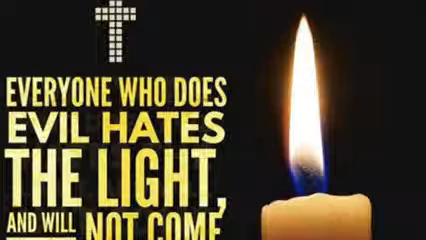 EVERYONE WHO DOES
EVIL HATES
THE LIGHT,
AND WILL NOT COME